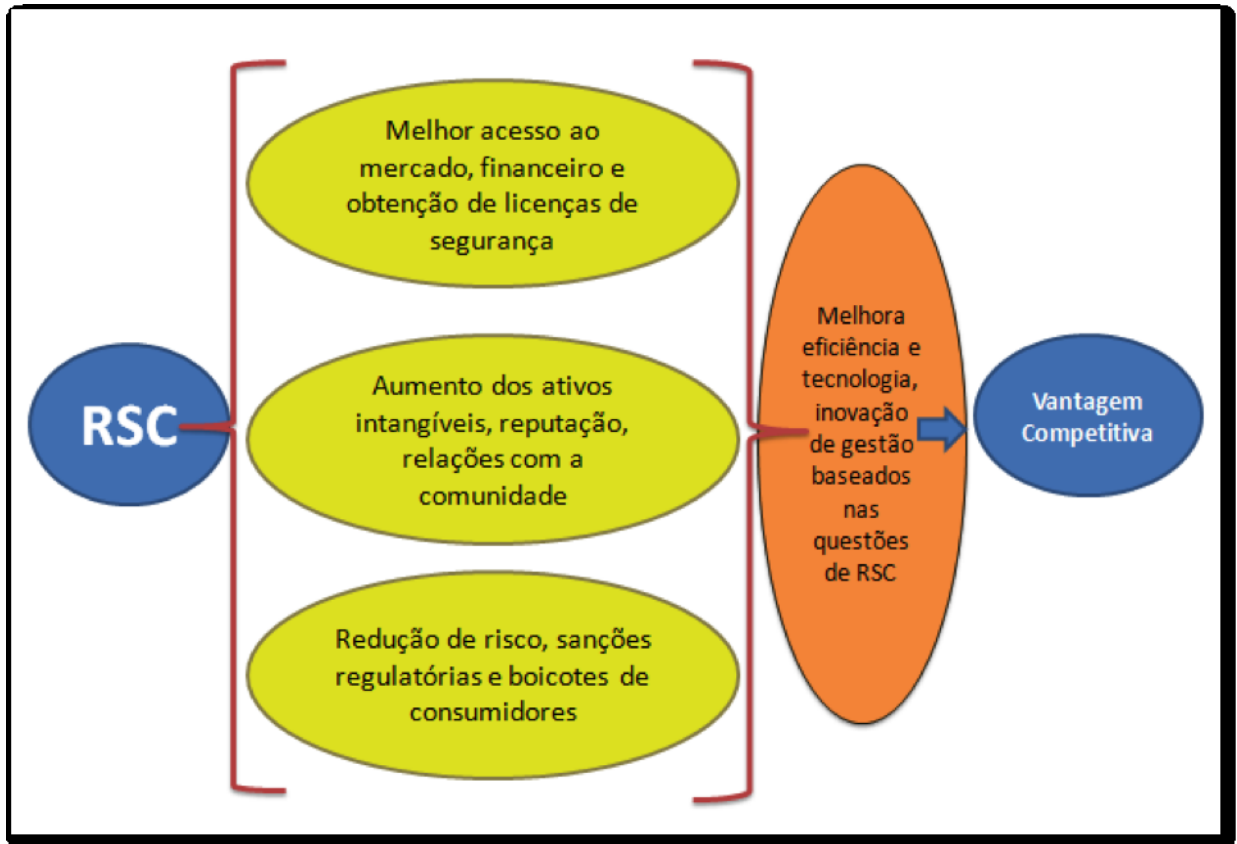 RSC
Melhor acesso ao
mercado, financeiro e
obtenção de licenças de
segurança
Aumento dos ativos
intangíveis, reputação,
relações com a
comunidade
Redução de risco, sanções
regulatórias e boicotes de
consumidores
Melhora
eficiência e
tecnologia,
inovação
de gestão
baseados
nas
questões
de RSC
Vantagem
Competitiva